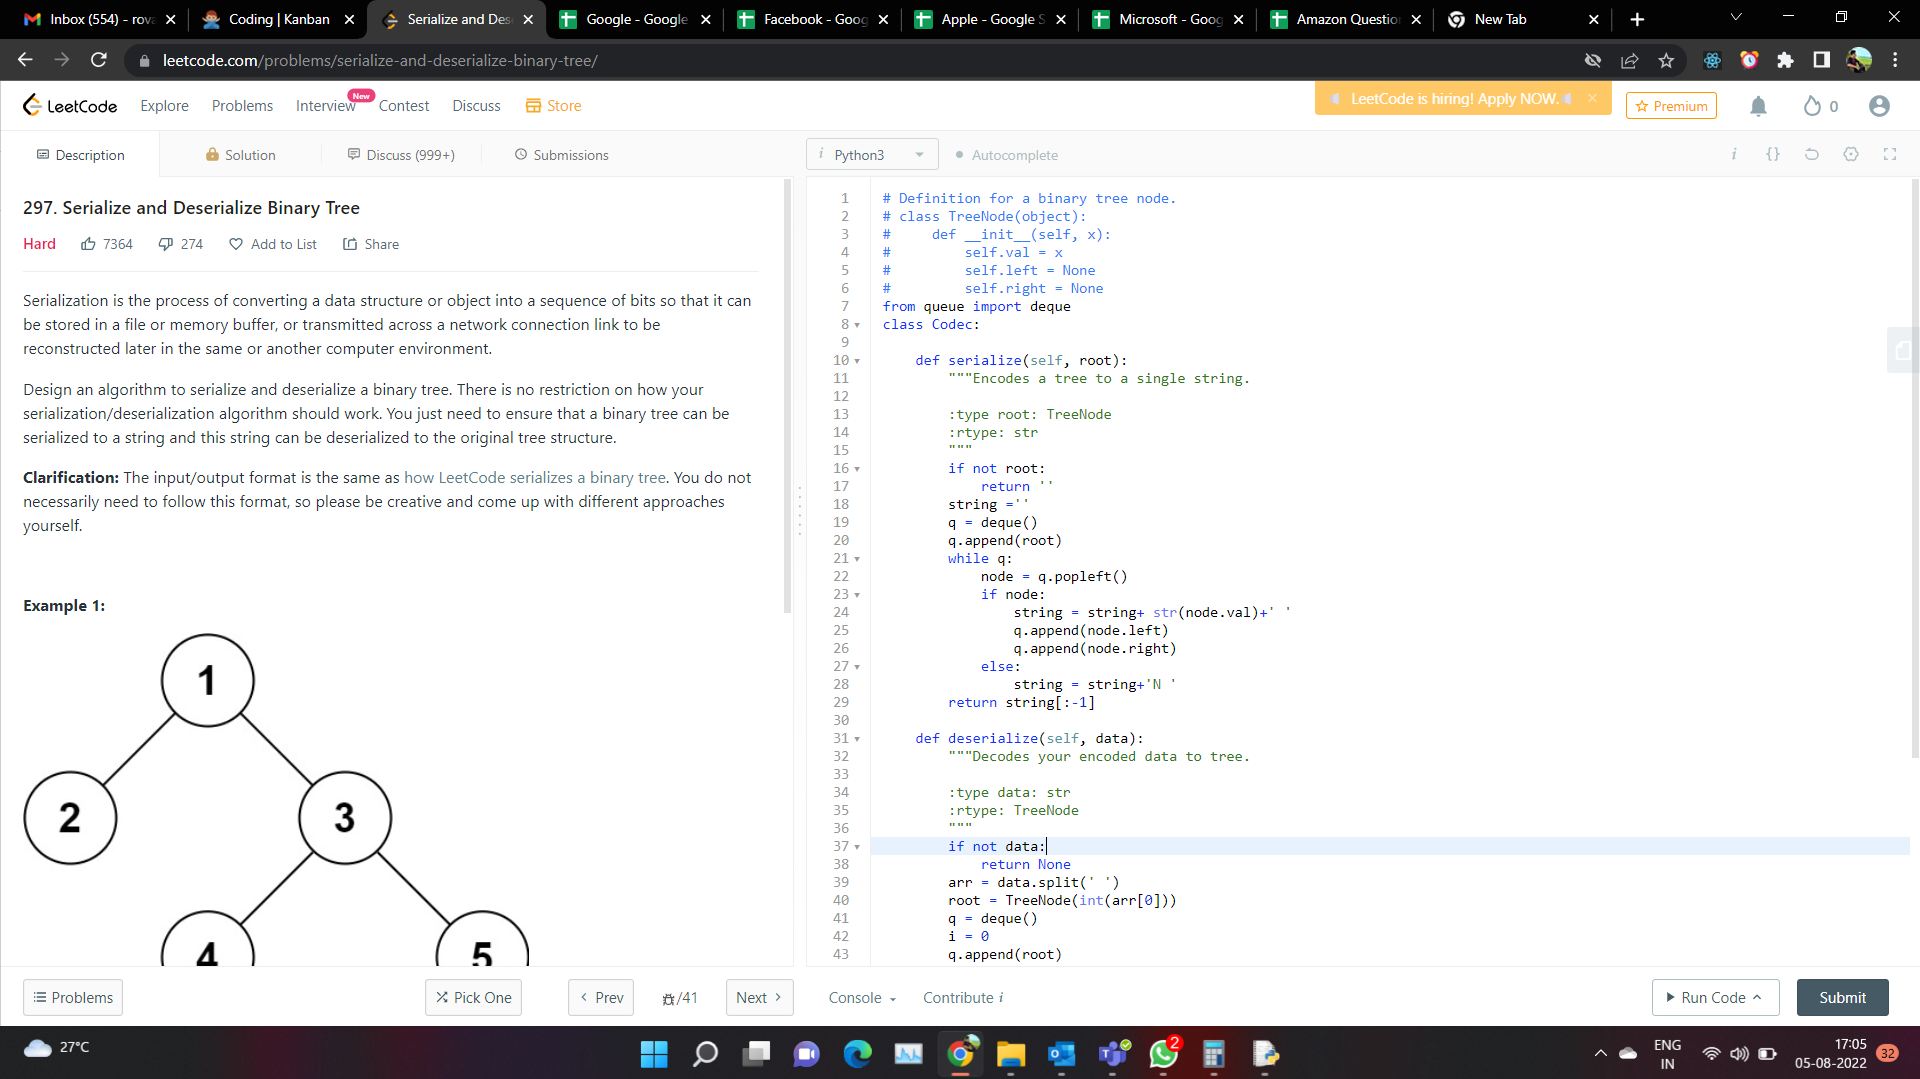 Inbox (554) - rova
Coding | Kanban
Serialize and Des
Google - Google
Facebook - Goog
Apple - Google S
Microsoft - Goog
Amazon Question
New Tab
leetcode.com/problems/serialize-and-deserialize-binary-tree/
LeetCode
Explore
Problems
Interview
New
Contest
Discuss
Store
LeetCode is hiring! Apply NOW.
Premium
0
Description
Solution
Discuss (999+)
Submissions
i Python3
Autocomplete
i
{}
297. Serialize and Deserialize Binary Tree
Hard
7364
274
Add to List
Share
Serialization is the process of converting a data structure or object into a sequence of bits so that it can
be stored in a file or memory buffer, or transmitted across a network connection link to be
reconstructed later in the same or another computer environment.
Design an algorithm to serialize and deserialize a binary tree. There is no restriction on how your
serialization/deserialization algorithm should work. You just need to ensure that a binary tree can be
serialized to a string and this string can be deserialized to the original tree structure.
Clarification: The input/output format is the same as how LeetCode serializes a binary tree. You do not
necessarily need to follow this format, so please be creative and come up with different approaches
yourself.
Example 1:
1
2
3
4
5
1 # Definition for a binary tree node.
2 # class TreeNode(object):
3 #     def __init__(self, x):
4 #         self.val = x
5 #         self.left = None
6 #         self.right = None
7 from queue import deque
8 class Codec:
9
10     def serialize(self, root):
11         """Encodes a tree to a single string.
12
13         :type root: TreeNode
14         :rtype: str
15         """
16         if not root:
17             return ''
18         string =''
19         q = deque()
20         q.append(root)
21         while q:
22             node = q.popleft()
23             if node:
24                 string = string+ str(node.val)+' '
25                 q.append(node.left)
26                 q.append(node.right)
27             else:
28                 string = string+'N '
29         return string[:-1]
30
31     def deserialize(self, data):
32         """Decodes your encoded data to tree.
33
34         :type data: str
35         :rtype: TreeNode
36         """
37         if not data:
38             return None
39         arr = data.split(' ')
40         root = TreeNode(int(arr[0]))
41         q = deque()
42         i = 0
43         q.append(root)
Problems
Pick One
Prev
/41
Next
Console
Contribute i
Run Code
Submit
27°C
2
ENG
IN
17:05
05-08-2022
32